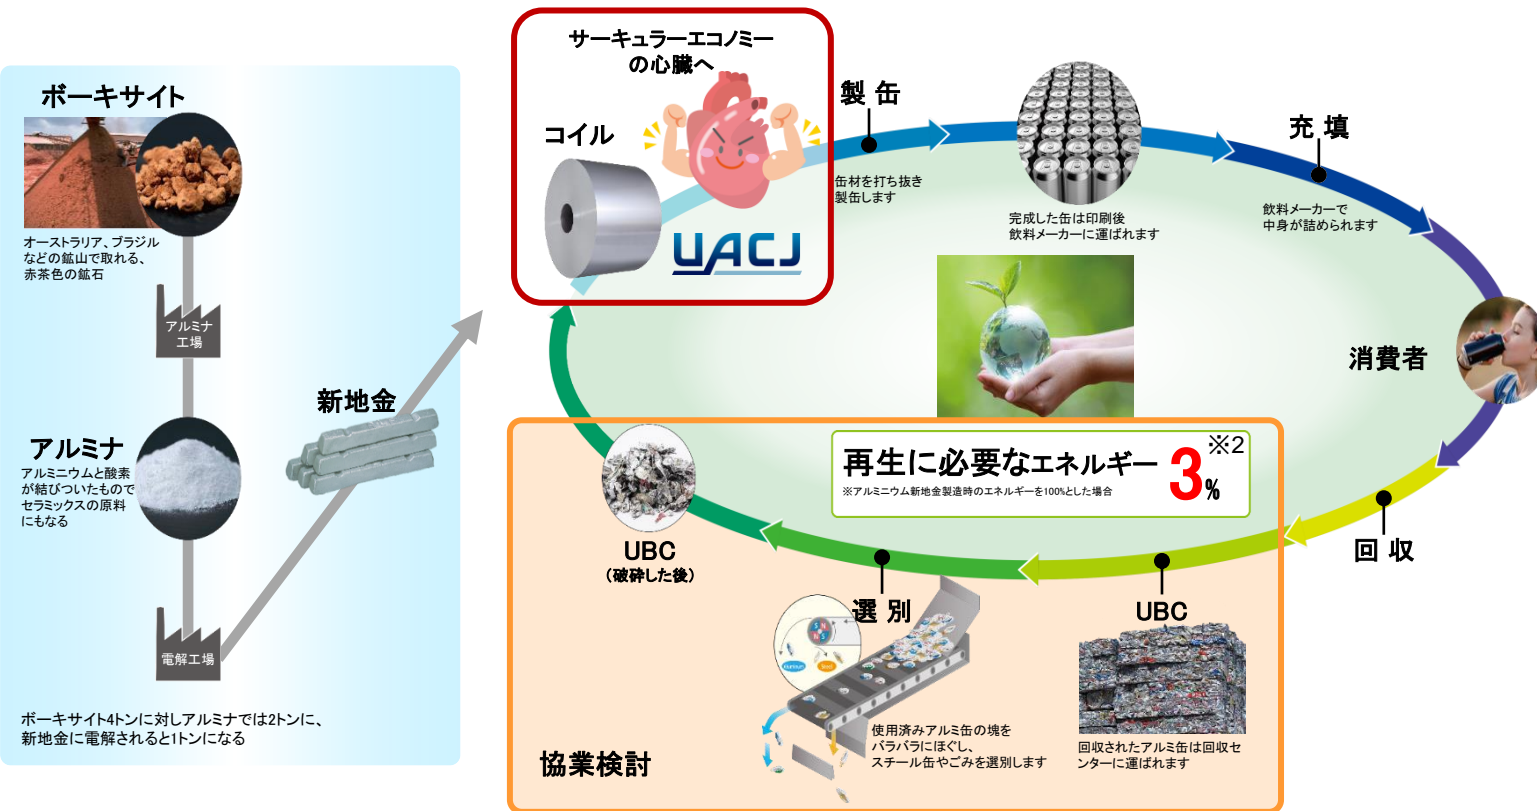 サーキュラーエコノミー
の心臓へ
コイル
UACJ
ボーキサイト
オーストラリア、ブラジル
などの鉱山で取れる、
赤茶色の鉱石
アルミナ
工場
アルミナ
アルミニウムと酸素
が結びついたもので
セラミックスの原料
にもなる
新地金
電解工場
ボーキサイト4トンに対しアルミナでは2トンに、
新地金に電解されると1トンになる
製 缶
缶材を打ち抜き
製缶します
完成した缶は印刷後
飲料メーカーに運ばれます
充 填
飲料メーカーで
中身が詰められます
消費者
回 収
再生に必要なエネルギー 3% ※2
※アルミニウム新地金製造時のエネルギーを100%とした場合
UBC
回収されたアルミ缶は回収セ
ンターに運ばれます
選 別
S N
N S
Aluminum Steel
使用済みアルミ缶の塊を
バラバラにほぐし、
スチール缶やごみを選別します
UBC
（破砕した後）
協業検討